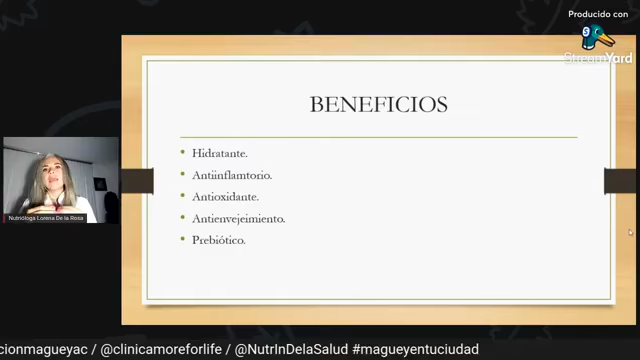 Producido con
StreamYard
BENEFICIOS
• Hidratante.
• Antiinflamtorio.
• Antioxidante.
• Antienvejeimiento.
• Prebiótico.
Nutrióloga Lorena De la Rosa
cionmagueyac / @clinicamoreforlife / @NutrInDelaSalud #magueyentuciudad